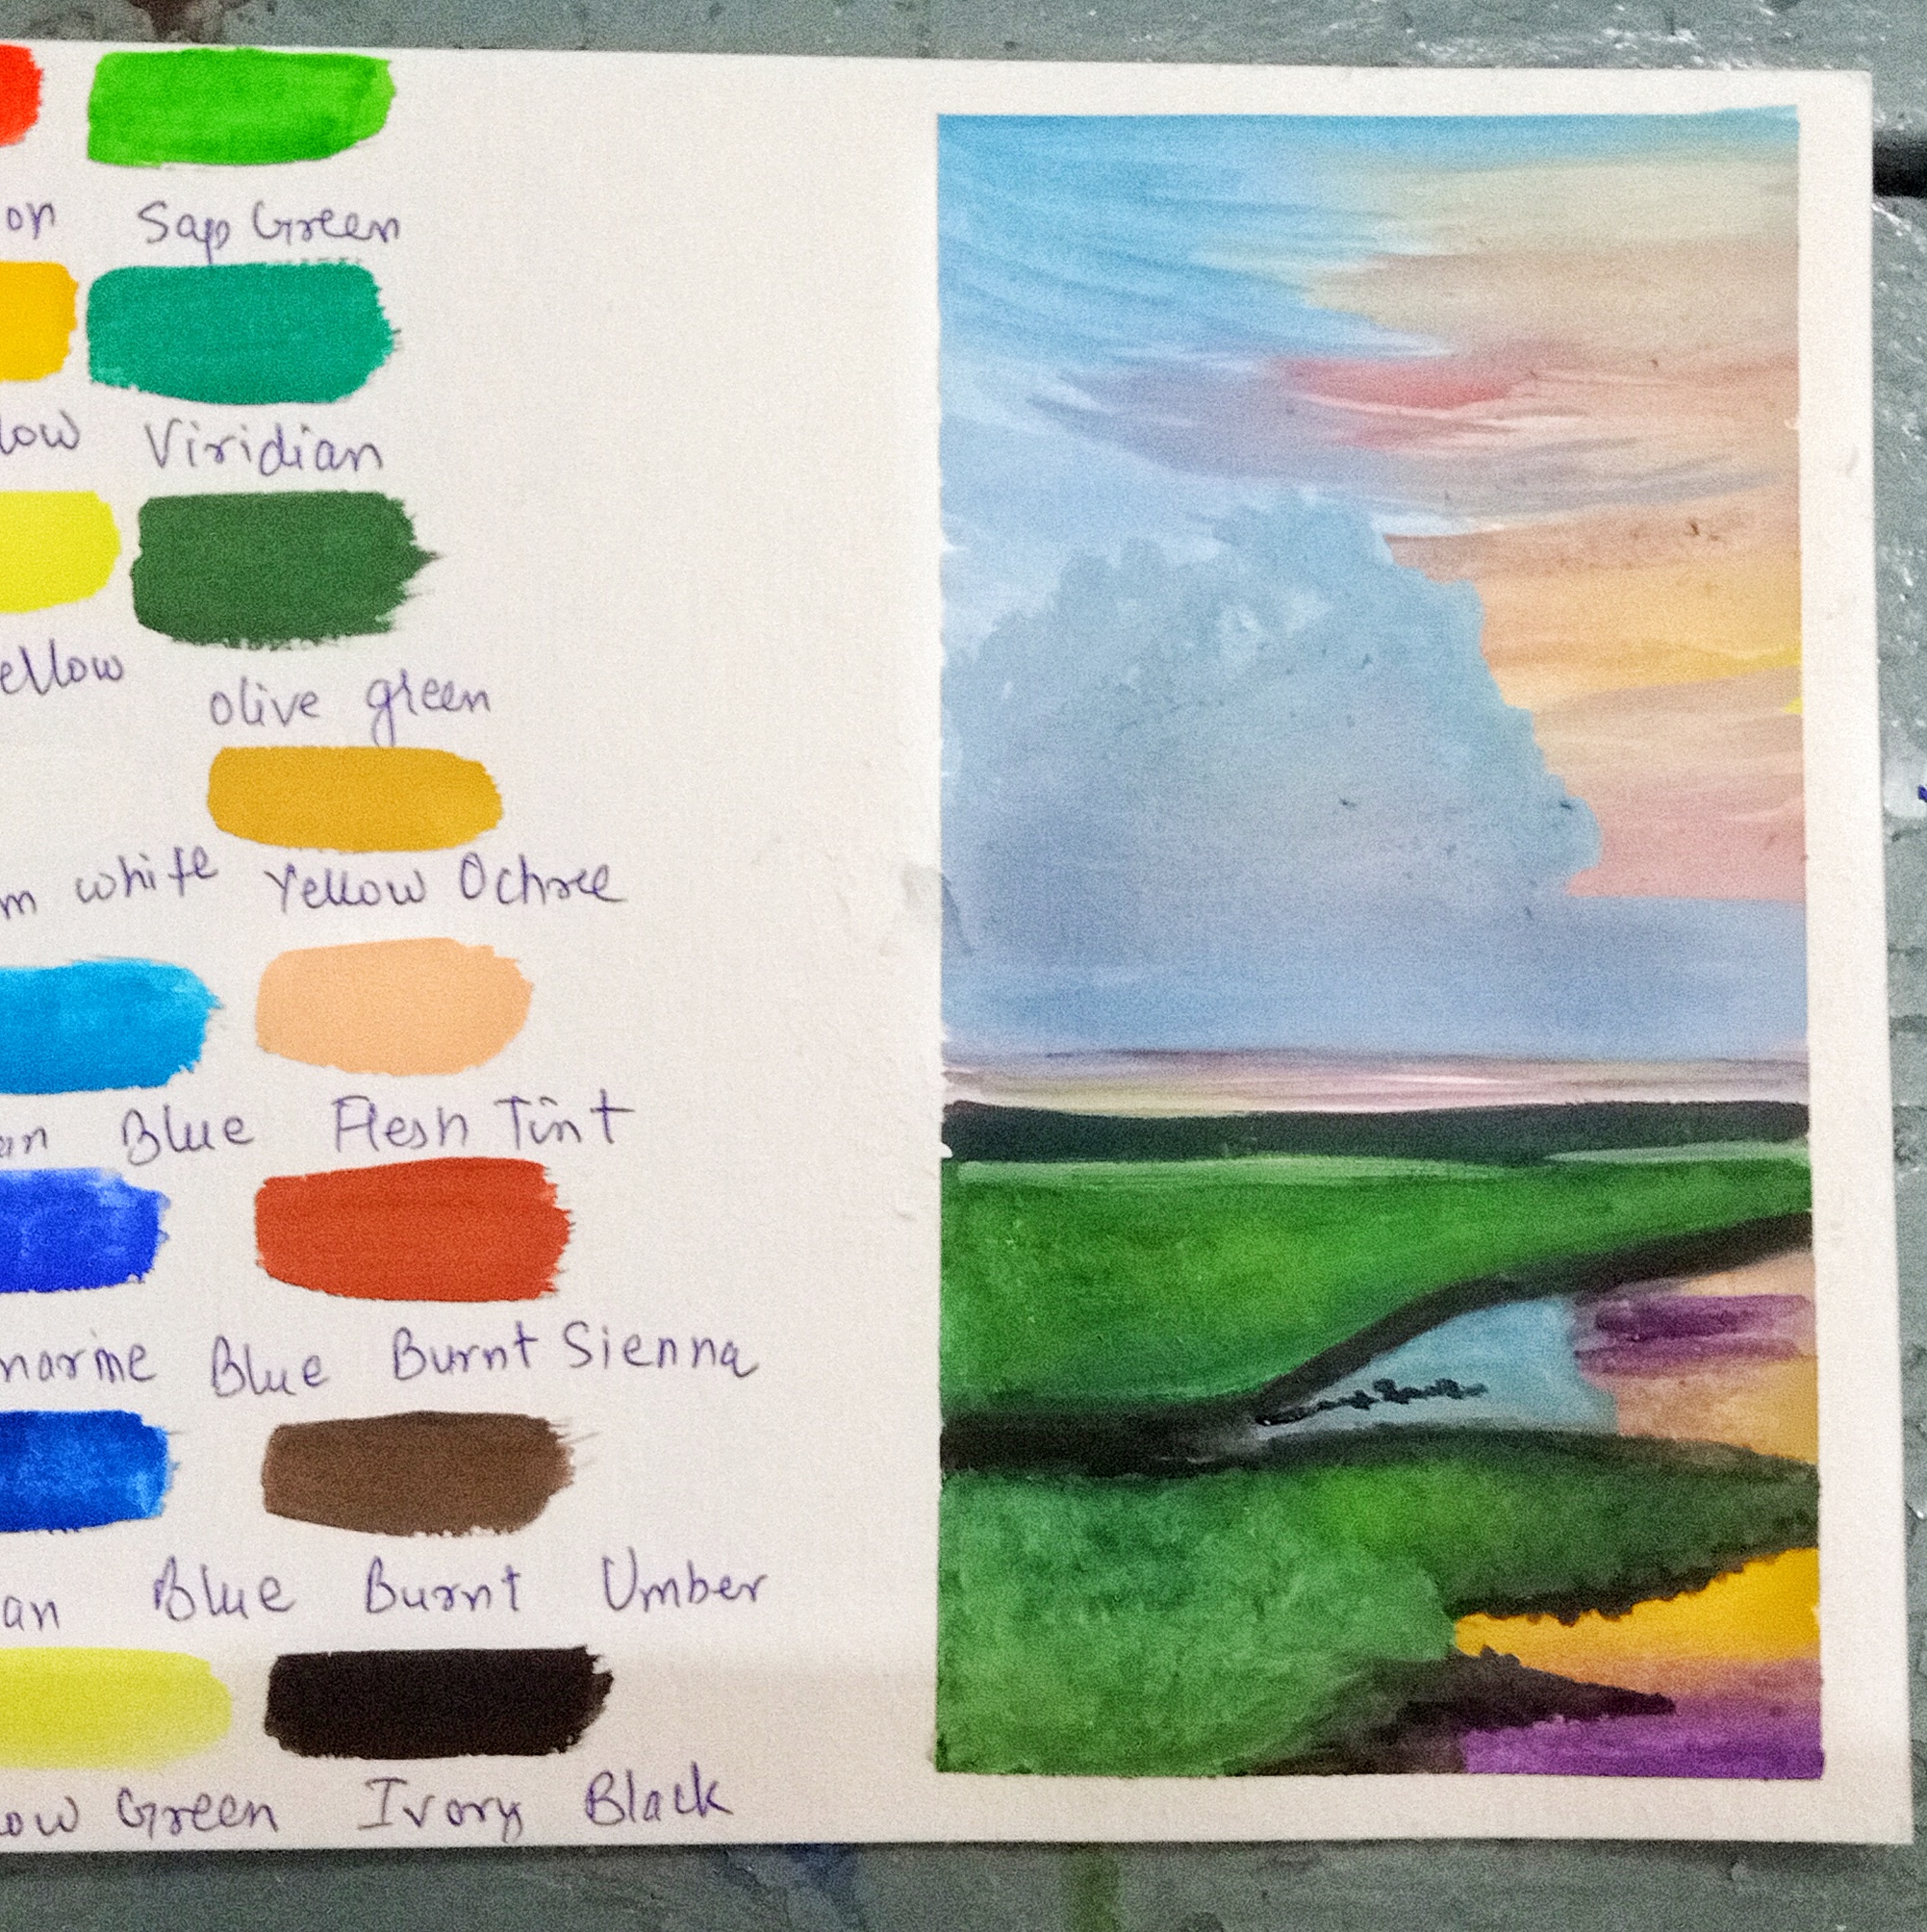 on Sap Green
low Viridian
ellow olive green
m white Yellow Ochre
an Blue Flesh Tint
marine Blue Burnt Sienna
an Blue Burnt Umber
ow Green Ivory Black